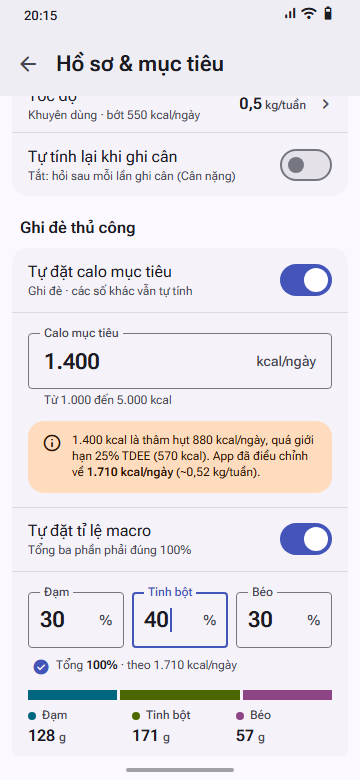 20:15
Hồ sơ & mục tiêu
Tốc độ
0,5 kg/tuần
Khuyên dùng · bớt 550 kcal/ngày
Tự tính lại khi ghi cân
Tắt: hỏi sau mỗi lần ghi cân (Cân nặng)
Ghi đè thủ công
Tự đặt calo mục tiêu
Ghi đè · các số khác vẫn tự tính
Calo mục tiêu
1.400 kcal/ngày
Từ 1.000 đến 5.000 kcal
1.400 kcal là thâm hụt 880 kcal/ngày, quá giới
hạn 25% TDEE (570 kcal). App đã điều chỉnh
về 1.710 kcal/ngày (~0,52 kg/tuần).
Tự đặt tỉ lệ macro
Tổng ba phần phải đúng 100%
Đạm Tinh bột Béo
30 % 40 % 30 %
Tổng 100% · theo 1.710 kcal/ngày
Đạm Tinh bột Béo
128 g 171 g 57 g